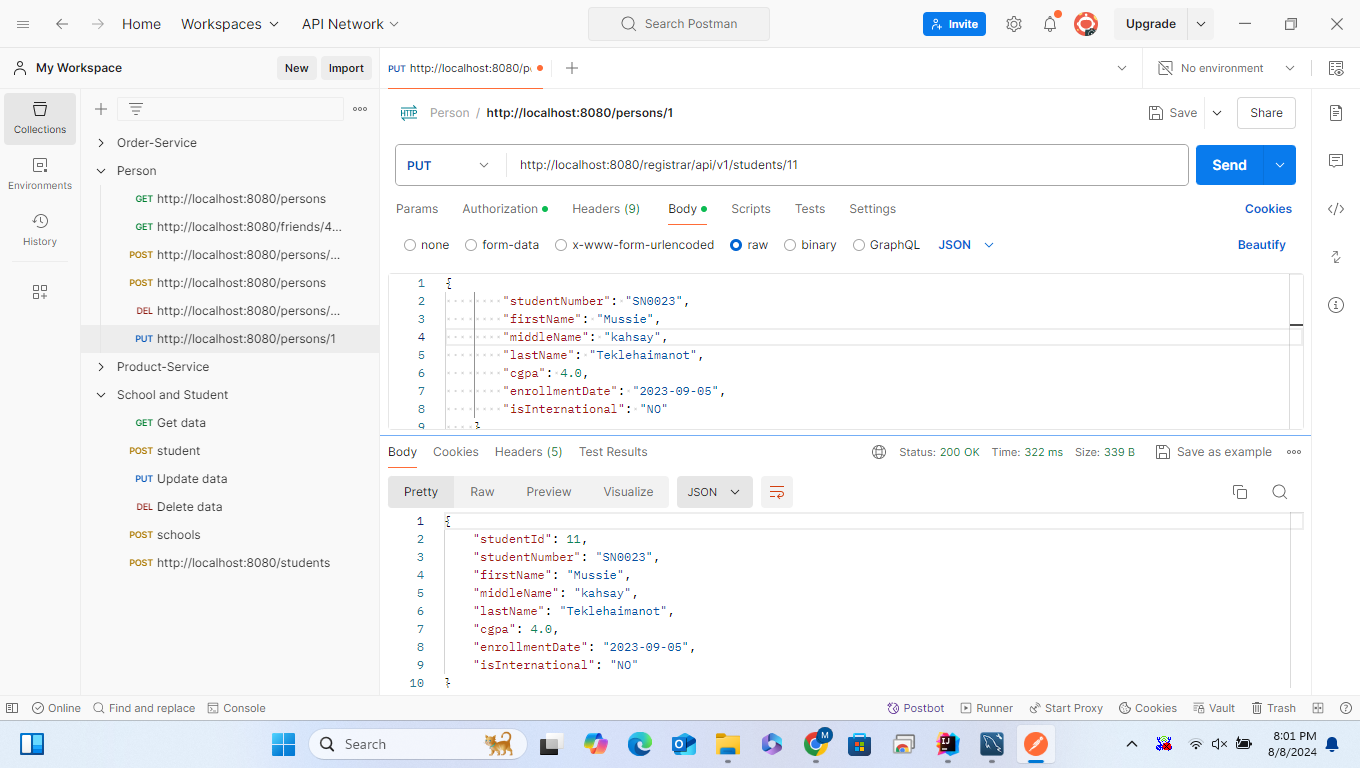 Home Workspaces API Network Search Postman Invite Upgrade
My Workspace New Import PUT http://localhost:8080/p No environment
Collections
Environments
History
Order-Service
Person
GET http://localhost:8080/persons
GET http://localhost:8080/friends/4...
POST http://localhost:8080/persons/...
POST http://localhost:8080/persons
DEL http://localhost:8080/persons/...
PUT http://localhost:8080/persons/1
Product-Service
School and Student
GET Get data
POST student
PUT Update data
DEL Delete data
POST schools
POST http://localhost:8080/students
HTTP Person / http://localhost:8080/persons/1 Save Share
PUT http://localhost:8080/registrar/api/v1/students/11 Send
Params Authorization Headers (9) Body Scripts Tests Settings Cookies
none form-data x-www-form-urlencoded raw binary GraphQL JSON Beautify
1 {
2 "studentNumber": "SN0023",
3 "firstName": "Mussie",
4 "middleName": "kahsay",
5 "lastName": "Teklehaimanot",
6 "cgpa": 4.0,
7 "enrollmentDate": "2023-09-05",
8 "isInternational": "NO"
9 }
Body Cookies Headers (5) Test Results Status: 200 OK Time: 322 ms Size: 339 B Save as example
Pretty Raw Preview Visualize JSON
1 {
2 "studentId": 11,
3 "studentNumber": "SN0023",
4 "firstName": "Mussie",
5 "middleName": "kahsay",
6 "lastName": "Teklehaimanot",
7 "cgpa": 4.0,
8 "enrollmentDate": "2023-09-05",
9 "isInternational": "NO"
10 }
Online Find and replace Console Postbot Runner Start Proxy Cookies Vault Trash
Search M 8:01 PM
8/8/2024